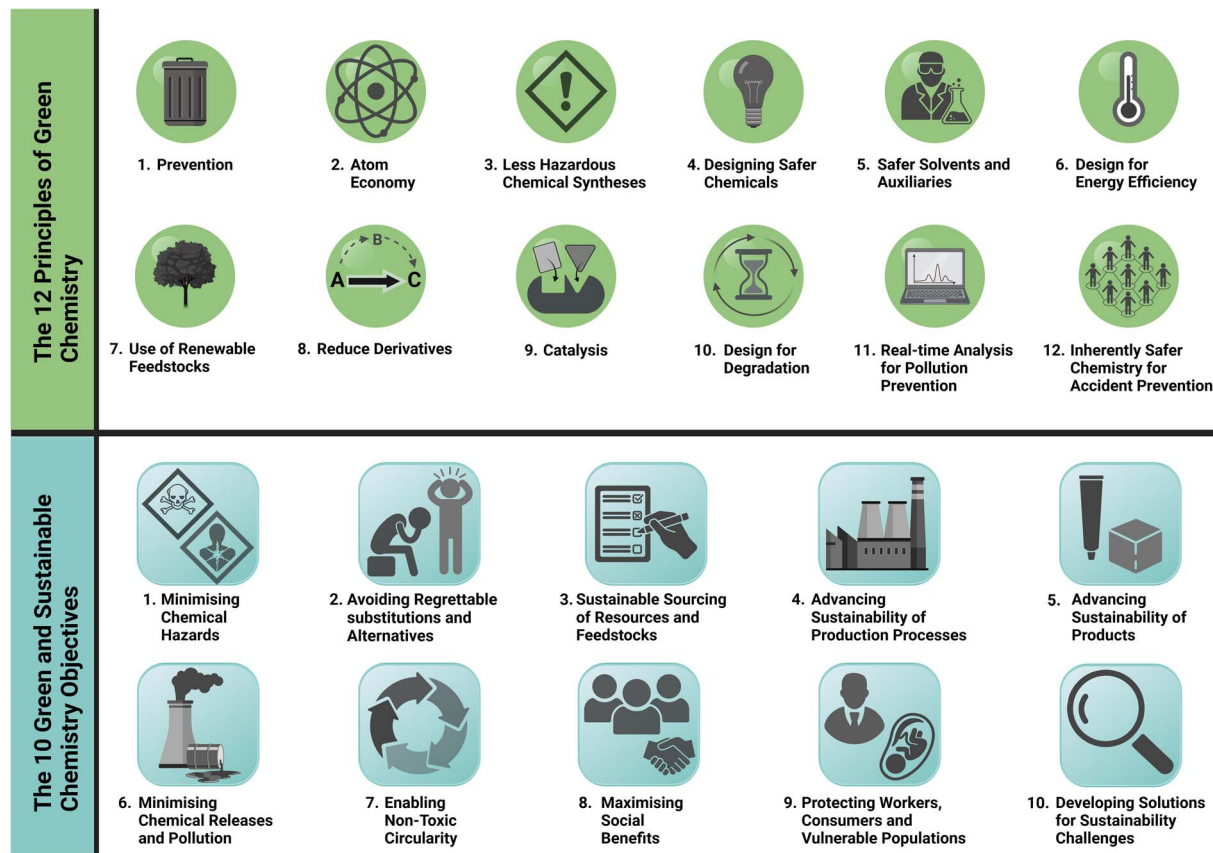 The 12 Principles of Green
Chemistry
1. Prevention
2. Atom
Economy
3. Less Hazardous
Chemical Syntheses
4. Designing Safer
Chemicals
5. Safer Solvents and
Auxiliaries
6. Design for
Energy Efficiency
A
B
C
7. Use of Renewable
Feedstocks
8. Reduce Derivatives
9. Catalysis
10. Design for
Degradation
11. Real-time Analysis
for Pollution
Prevention
12. Inherently Safer
Chemistry for
Accident Prevention
The 10 Green and Sustainable
Chemistry Objectives
1. Minimising
Chemical
Hazards
2. Avoiding Regrettable
substitutions and
Alternatives
3. Sustainable Sourcing
of Resources and
Feedstocks
4. Advancing
Sustainability of
Production Processes
5. Advancing
Sustainability of
Products
6. Minimising
Chemical Releases
and Pollution
7. Enabling
Non-Toxic
Circularity
8. Maximising
Social
Benefits
9. Protecting Workers,
Consumers and
Vulnerable Populations
10. Developing Solutions
for Sustainability
Challenges